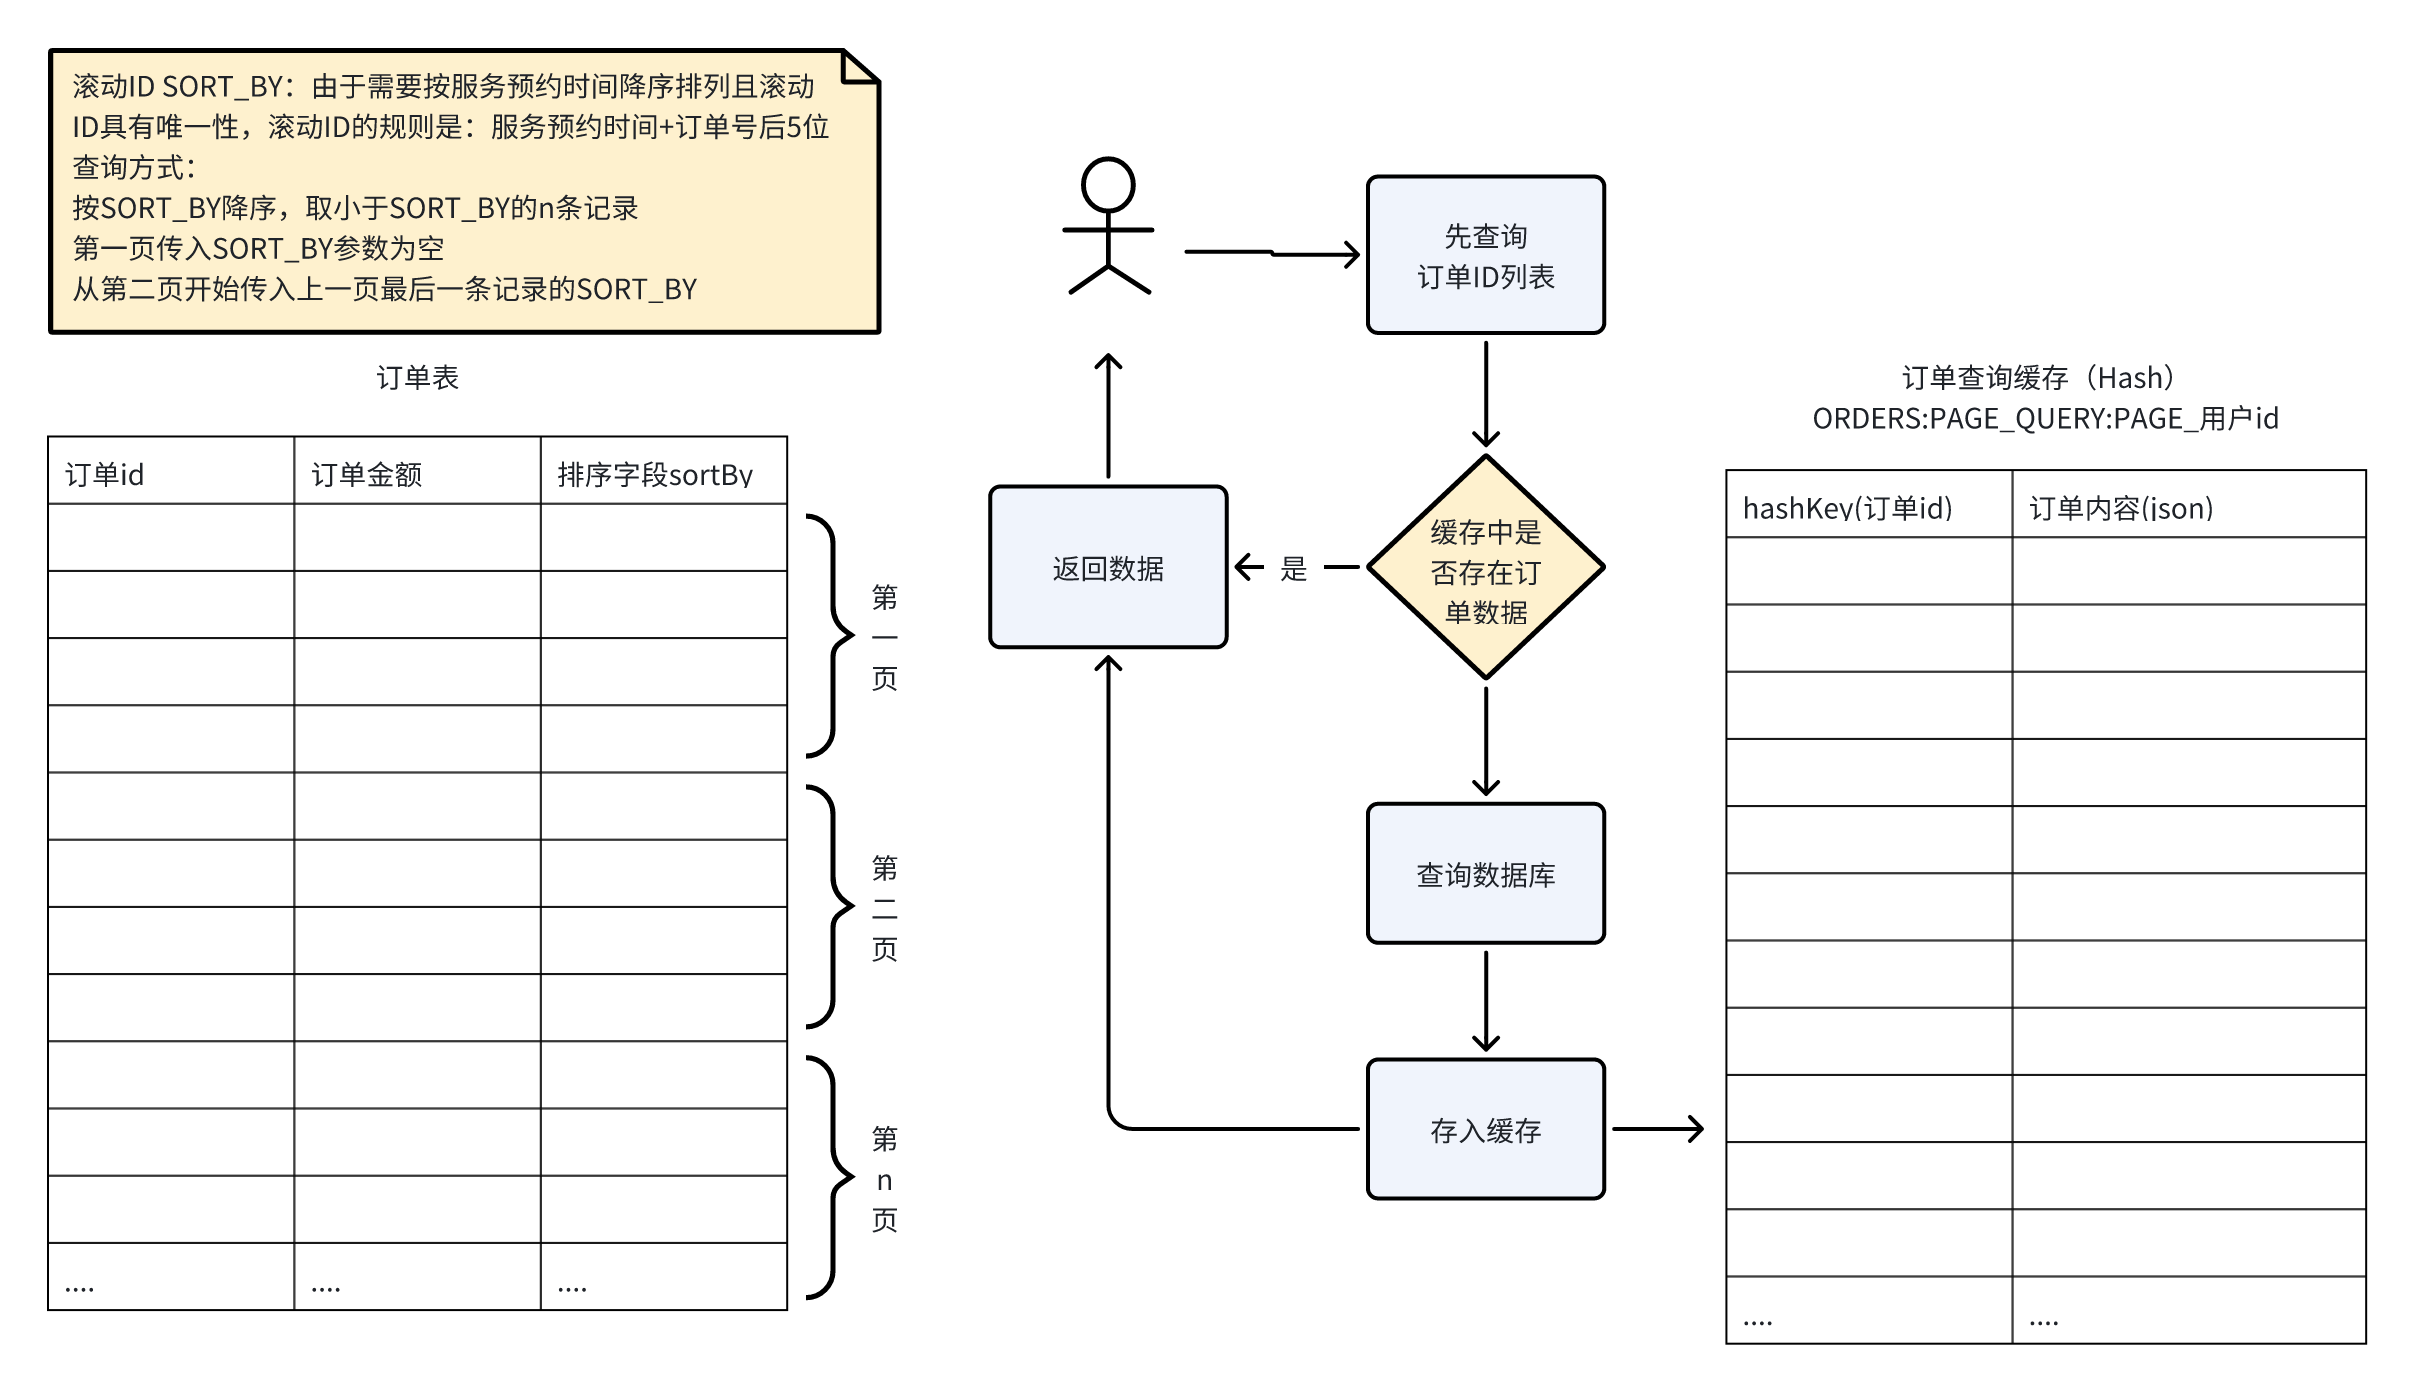 滚动ID SORT_BY：由于需要按服务预约时间降序排列且滚动
ID具有唯一性，滚动ID的规则是：服务预约时间+订单号后5位
查询方式：
按SORT_BY降序，取小于SORT_BY的n条记录
第一页传入SORT_BY参数为空
从第二页开始传入上一页最后一条记录的SORT_BY
订单表
订单id
订单金额
排序字段sortBy
....
....
....
第
一
页
第
二
页
第
n
页
先查询
订单ID列表
缓存中是
否存在订
单数据
是
返回数据
查询数据库
存入缓存
订单查询缓存（Hash）
ORDERS:PAGE_QUERY:PAGE_用户id
hashKey(订单id)
订单内容(json)
....
....